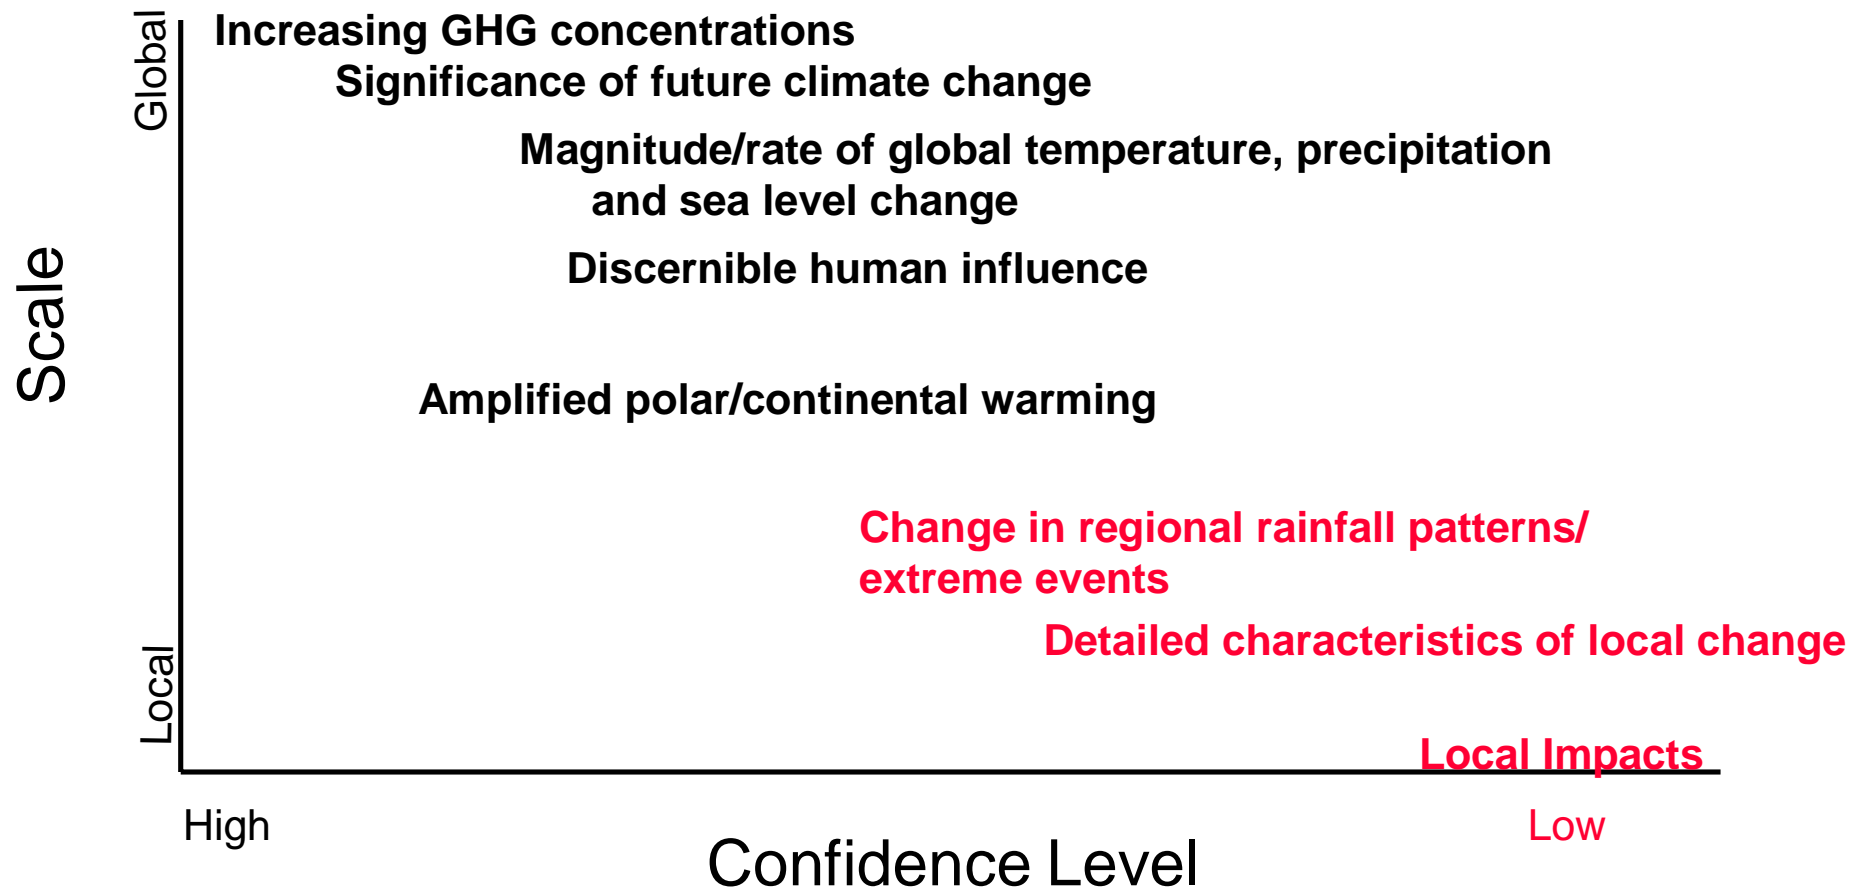 Global
Increasing GHG concentrations
Significance of future climate change
Magnitude/rate of global temperature, precipitation
and sea level change
Discernible human influence
Scale
Amplified polar/continental warming
Change in regional rainfall patterns/
extreme events
Detailed characteristics of local change
Local
Local Impacts
High
Low
Confidence Level